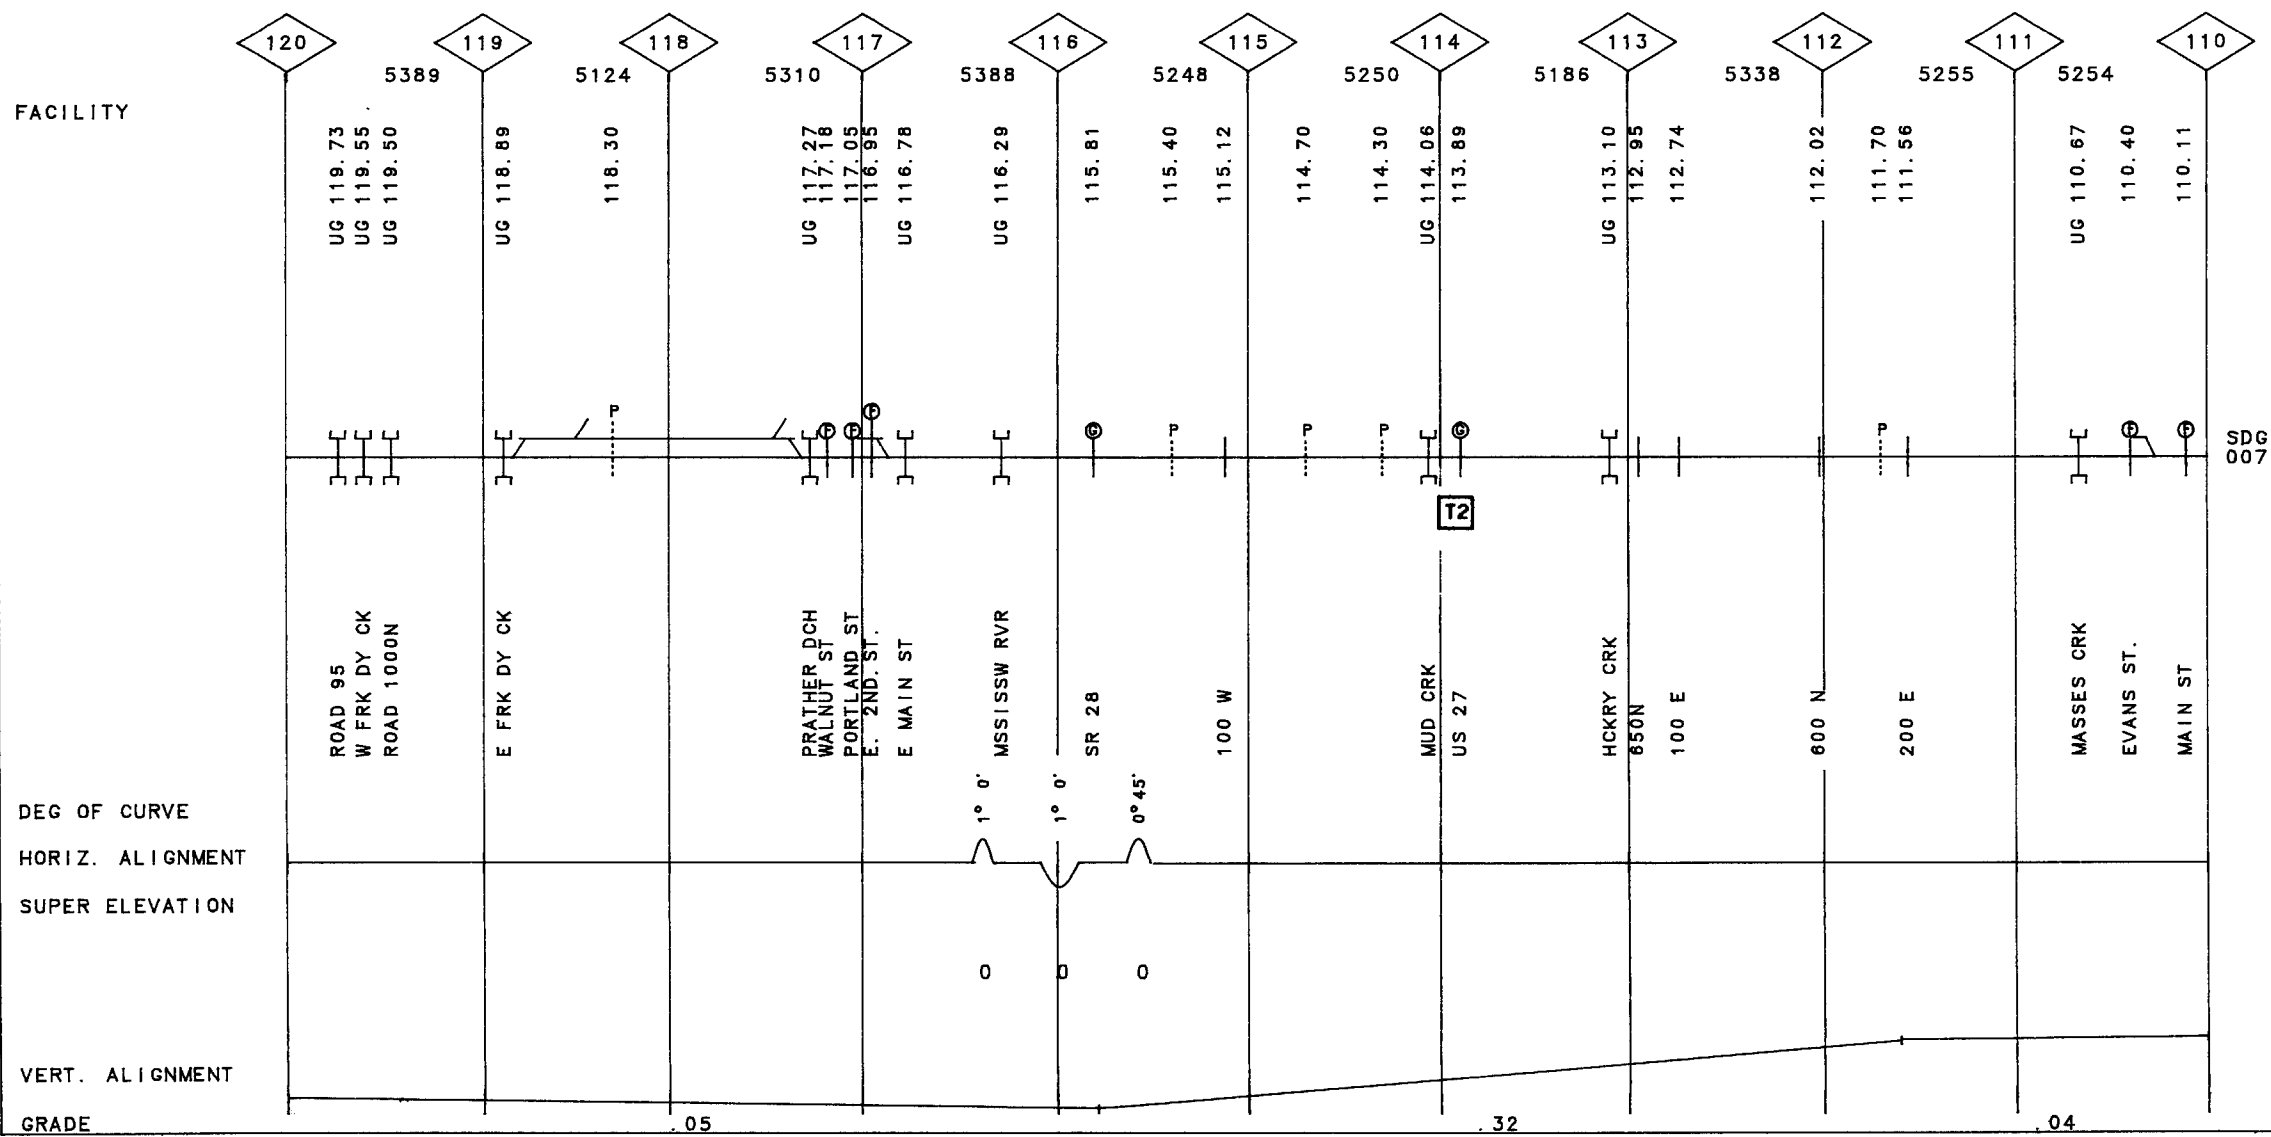 120 119 118 117 116 115 114 113 112 111 110
5389 5124 5310 5388 5248 5250 5186 5338 5255 5254
FACILITY
UG 119.73
UG 119.55
UG 119.50
UG 118.89
118.30
UG 117.27
117.18
117.05
116.95
UG 116.78
UG 116.29
115.81
115.40
115.12
114.70
114.30
UG 114.06
113.89
UG 113.10
112.95
112.74
112.02
111.70
111.56
UG 110.67
110.40
110.11
P F F F G P P P G P F F
SDG
007
T2
ROAD 95
W FRK DY CK
ROAD 1000N
E FRK DY CK
PRATHER DCH
WALNUT ST
PORTLAND ST
E. 2ND. ST.
E MAIN ST
MSSISSW RVR
SR 28
100 W
MUD CRK
US 27
HCKRY CRK
650N
100 E
600 N
200 E
MASSES CRK
EVANS ST.
MAIN ST
DEG OF CURVE
1° 0'
1° 0'
0°45'
HORIZ. ALIGNMENT
SUPER ELEVATION
0 0 0
VERT. ALIGNMENT
GRADE .05 .32 .04